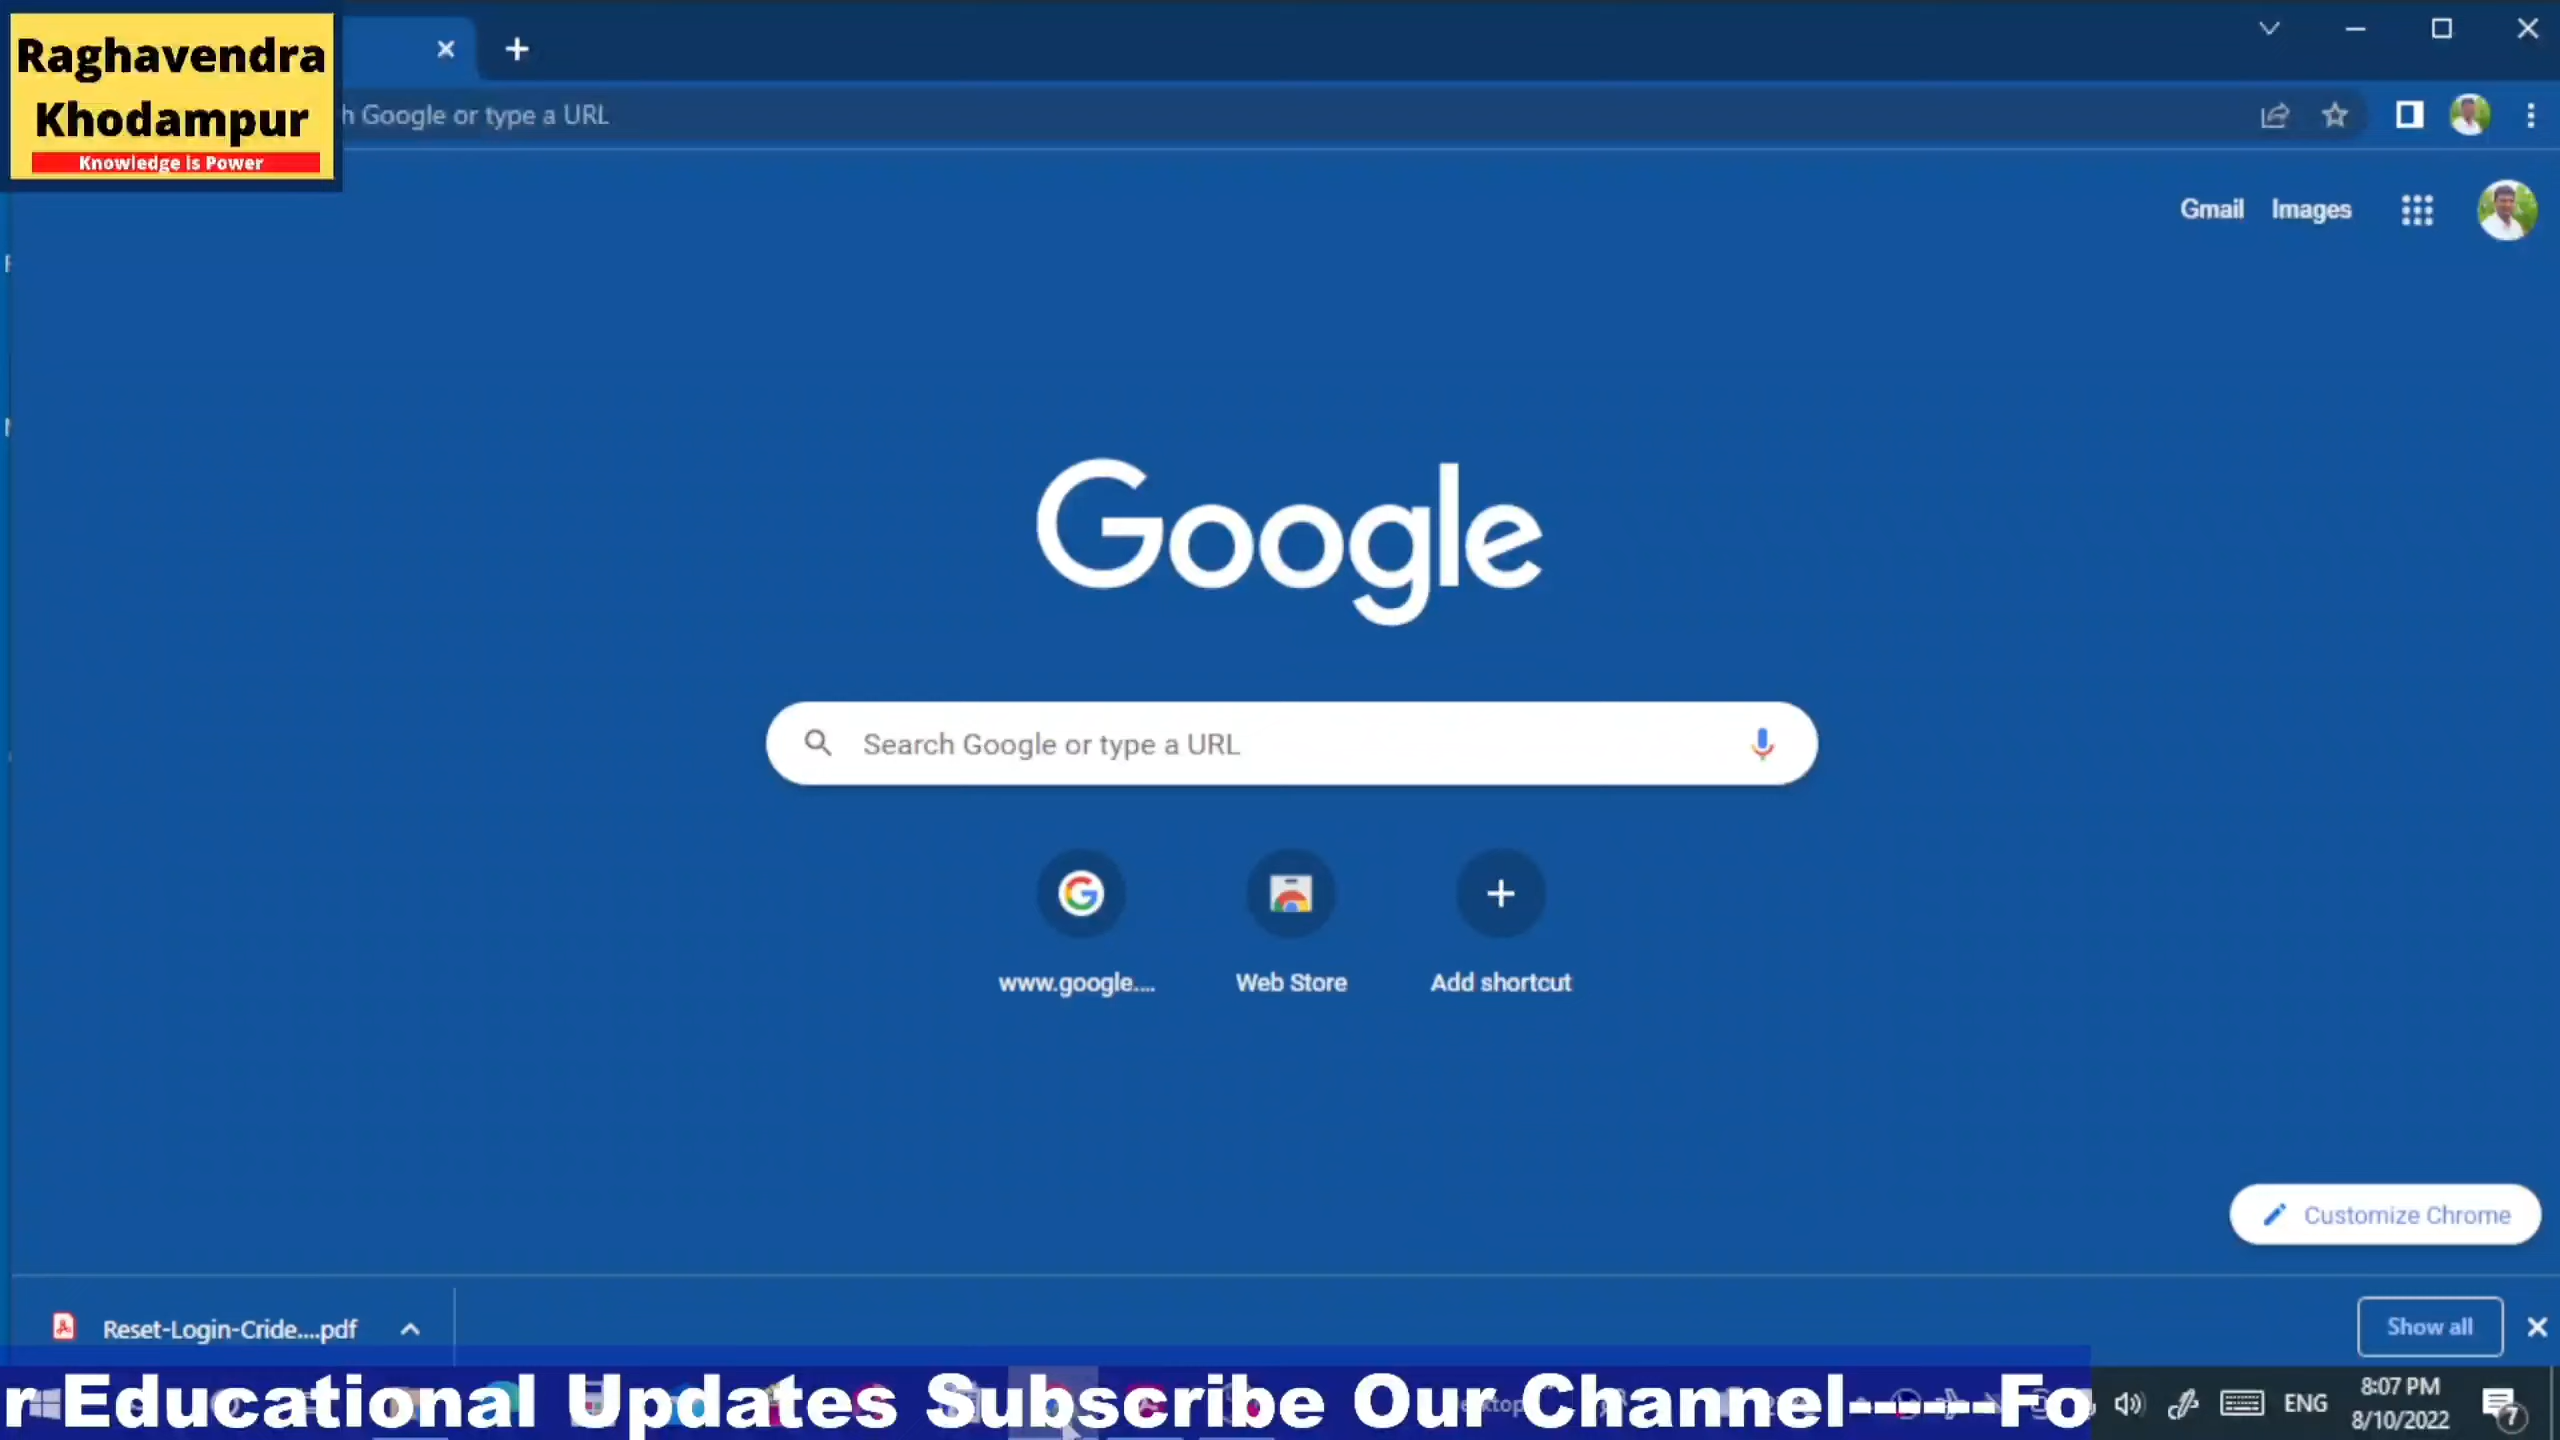 Raghavendra
Khodampur
Knowledge is Power
h Google or type a URL
Gmail
Images
Google
Search Google or type a URL
www.google....
Web Store
Add shortcut
Customize Chrome
Reset-Login-Cride....pdf
Show all
r Educational Updates Subscribe Our Channel-----Fo
ENG
8:07 PM
8/10/2022
7